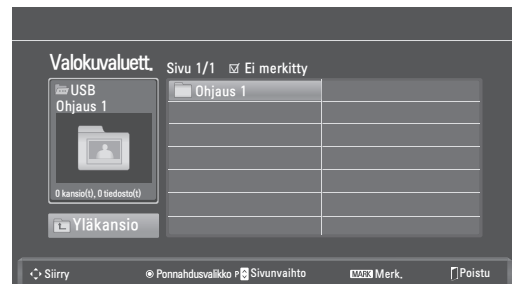 Valokuvaluett.
Sivu 1/1 Ei merkitty
USB
Ohjaus 1
Ohjaus 1
0 kansio(t), 0 tiedosto(t)
Yläkansio
Siirry Ponnahdusvalikko P Sivunvaihto MARK Merk. Poistu